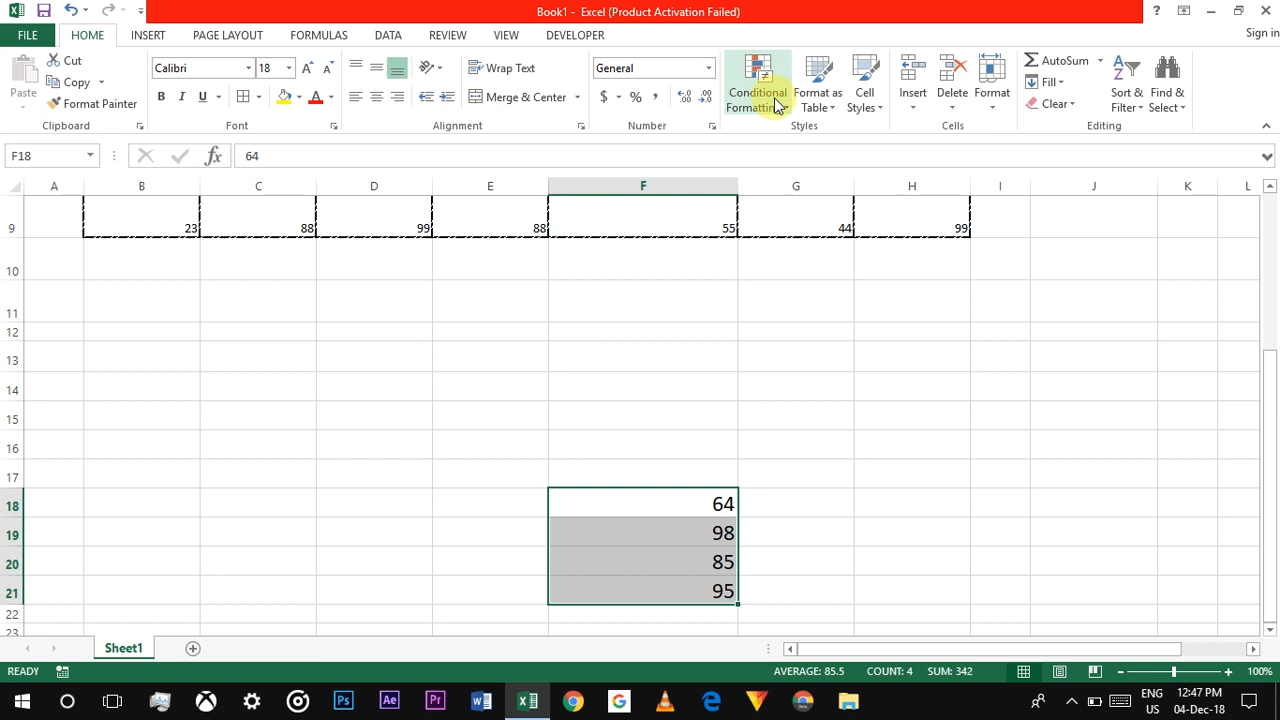 Book1 - Excel (Product Activation Failed)
?
FILE HOME INSERT PAGE LAYOUT FORMULAS DATA REVIEW VIEW DEVELOPER Sign in
Paste
Cut
Copy
Format Painter
Clipboard
Calibri 18
B I U
Font
Wrap Text
Merge & Center
Alignment
General
$ % ,
Number
Conditional
Formatting
Format as
Table
Cell
Styles
Styles
Insert
Delete
Format
Cells
AutoSum
Fill
Clear
Sort &
Filter
Find &
Select
Editing
F18 fx 64
A B C D E F G H I J K L
9 23 88 99 88 55 44 99
10
11
12
13
14
15
16
17
18 64
19 98
20 85
21 95
22
23
Sheet1
READY AVERAGE: 85.5 COUNT: 4 SUM: 342 100%
ENG
US
12:47 PM
04-Dec-18